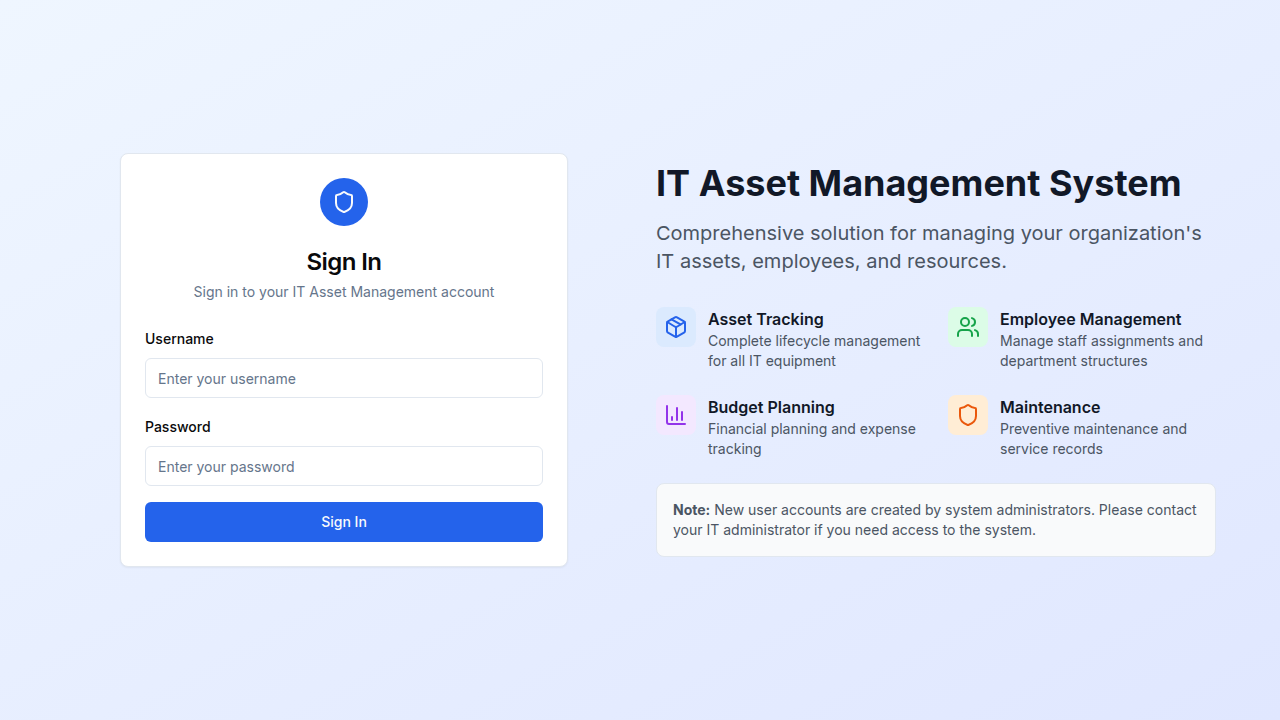 Sign In
Sign in to your IT Asset Management account
Username
Enter your username
Password
Enter your password
Sign In
IT Asset Management System
Comprehensive solution for managing your organization's
IT assets, employees, and resources.
Asset Tracking
Complete lifecycle management
for all IT equipment
Employee Management
Manage staff assignments and
department structures
Budget Planning
Financial planning and expense
tracking
Maintenance
Preventive maintenance and
service records
Note: New user accounts are created by system administrators. Please contact
your IT administrator if you need access to the system.